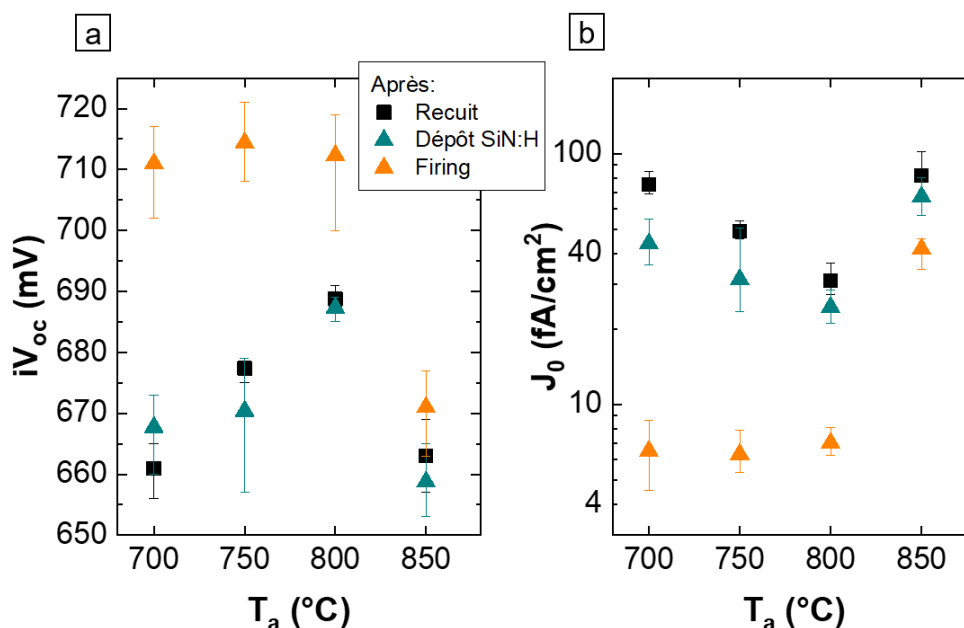 a
b
720
710
700
690
680
670
660
650
iVoc (mV)
700 750 800 850
Ta (°C)
Après:
Recuit
Dépôt SiN:H
Firing
100
40
10
4
J0 (fA/cm²)
700 750 800 850
Ta (°C)